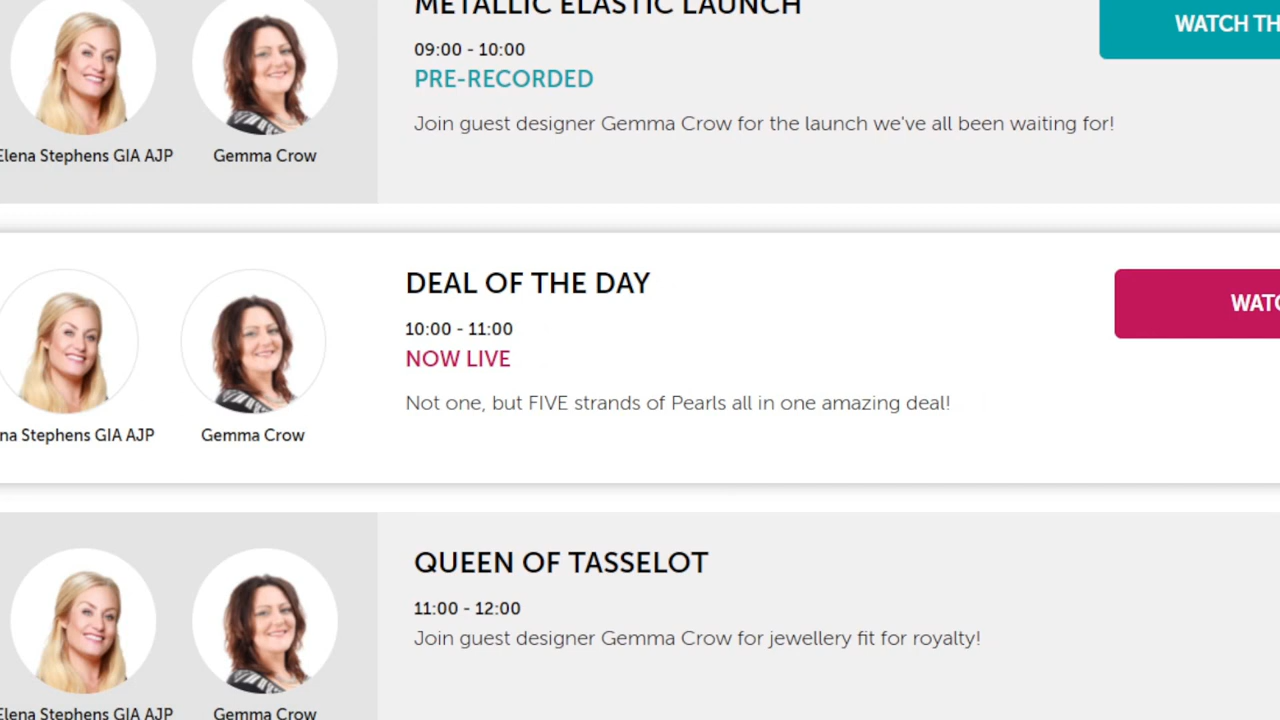 METALLIC ELASTIC LAUNCH
WATCH TH
09:00 - 10:00
PRE-RECORDED
Join guest designer Gemma Crow for the launch we've all been waiting for!
Elena Stephens GIA AJP
Gemma Crow
DEAL OF THE DAY
WATC
10:00 - 11:00
NOW LIVE
Not one, but FIVE strands of Pearls all in one amazing deal!
na Stephens GIA AJP
Gemma Crow
QUEEN OF TASSELOT
11:00 - 12:00
Join guest designer Gemma Crow for jewellery fit for royalty!
Elena Stephens GIA AJP
Gemma Crow